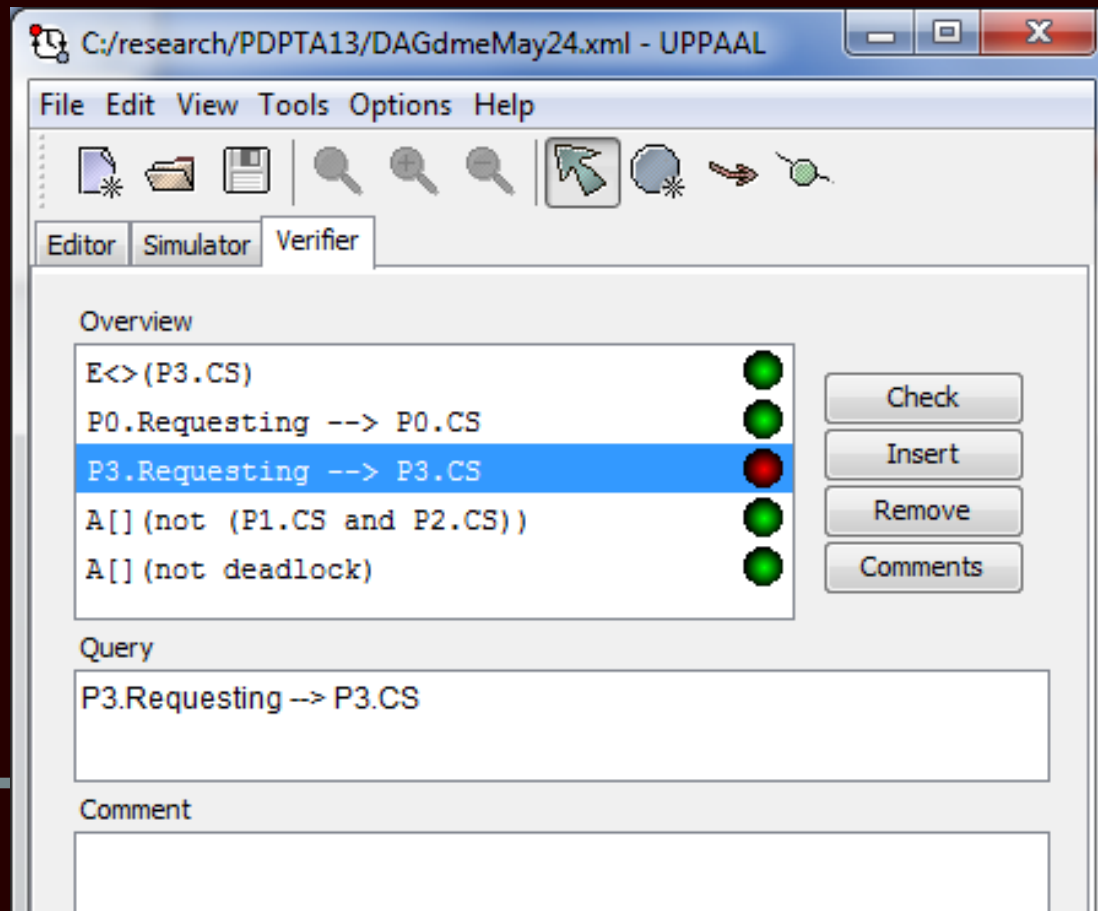 C:/research/PDPTA13/DAGdmeMay24.xml - UPPAAL
File Edit View Tools Options Help
Editor Simulator Verifier
Overview
E<>(P3.CS)
P0.Requesting --> P0.CS
P3.Requesting --> P3.CS
A[](not (P1.CS and P2.CS))
A[](not deadlock)
Check
Insert
Remove
Comments
Query
P3.Requesting --> P3.CS
Comment